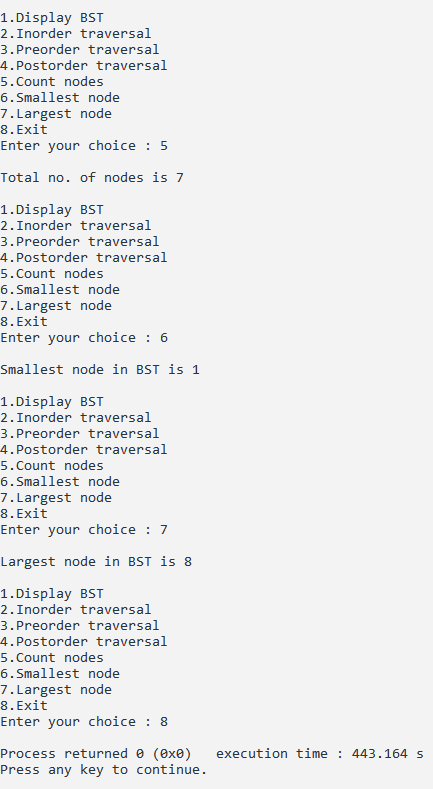 1.Display BST
2.Inorder traversal
3.Preorder traversal
4.Postorder traversal
5.Count nodes
6.Smallest node
7.Largest node
8.Exit
Enter your choice : 5
Total no. of nodes is 7
1.Display BST
2.Inorder traversal
3.Preorder traversal
4.Postorder traversal
5.Count nodes
6.Smallest node
7.Largest node
8.Exit
Enter your choice : 6
Smallest node in BST is 1
1.Display BST
2.Inorder traversal
3.Preorder traversal
4.Postorder traversal
5.Count nodes
6.Smallest node
7.Largest node
8.Exit
Enter your choice : 7
Largest node in BST is 8
1.Display BST
2.Inorder traversal
3.Preorder traversal
4.Postorder traversal
5.Count nodes
6.Smallest node
7.Largest node
8.Exit
Enter your choice : 8
Process returned 0 (0x0)   execution time : 443.164 s
Press any key to continue.